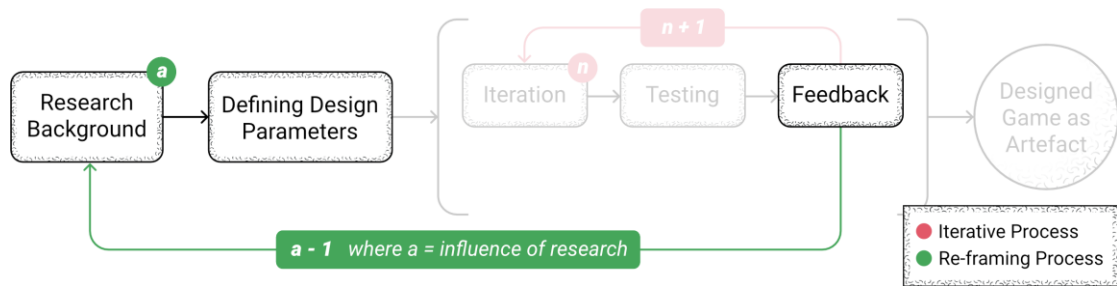 n + 1
a
n
Research
Background
Defining Design
Parameters
Iteration
Testing
Feedback
Designed
Game as
Artefact
a - 1 where a = influence of research
Iterative Process
Re-framing Process